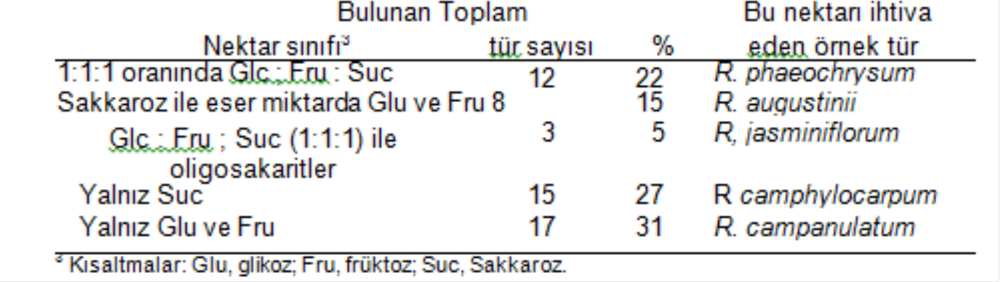 Bulunan Toplam Bu nektarı ihtiva
Nektar sınıfı³ tür sayısı % eden örnek tür
1:1:1 oranında Glc : Fru : Suc 12 22 R. phaeochrysum
Sakkaroz ile eser miktarda Glu ve Fru 8 15 R. augustinii
Glc : Fru ; Suc (1:1:1) ile 3 5 R, jasminiflorum
oligosakaritler
Yalnız Suc 15 27 R camphylocarpum
Yalnız Glu ve Fru 17 31 R. campanulatum
³ Kısaltmalar: Glu, glikoz; Fru, früktoz; Suc, Sakkaroz.